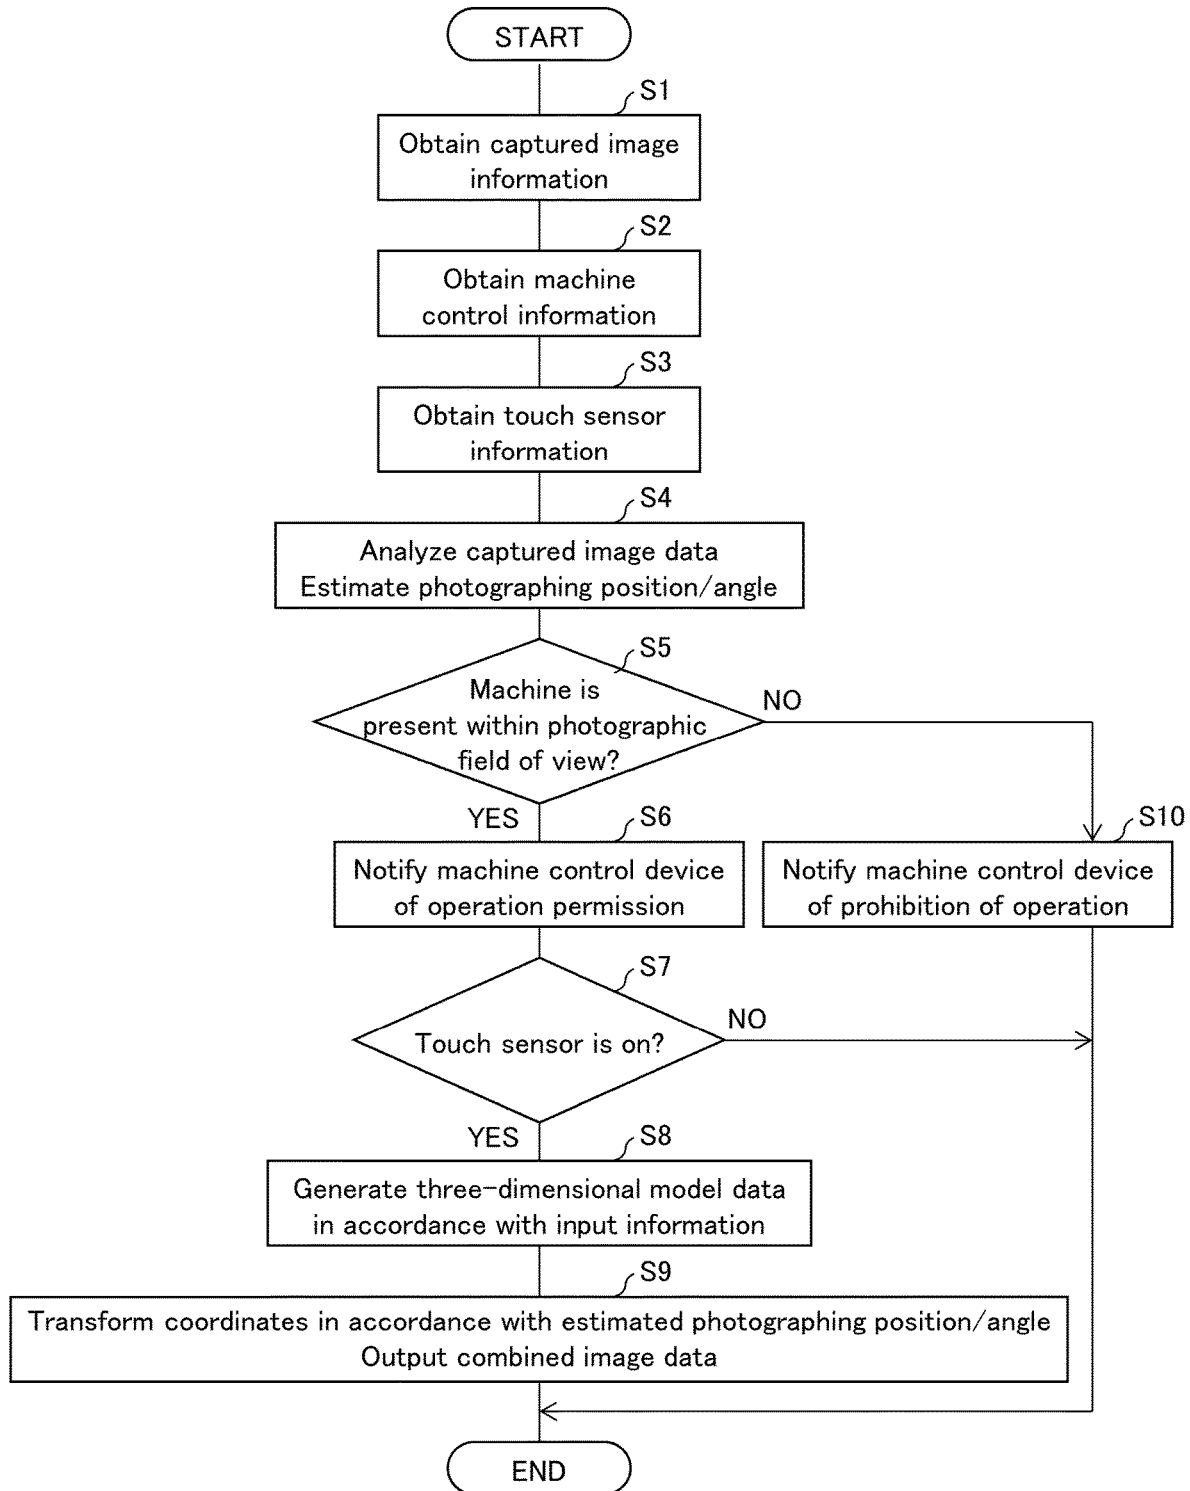 START
S1
Obtain captured image
information
S2
Obtain machine
control information
S3
Obtain touch sensor
information
S4
Analyze captured image data
Estimate photographing position/angle
S5
Machine is
present within photographic
field of view?
NO
YES
S6
Notify machine control device
of operation permission
S10
Notify machine control device
of prohibition of operation
S7
Touch sensor is on?
NO
YES
S8
Generate three-dimensional model data
in accordance with input information
S9
Transform coordinates in accordance with estimated photographing position/angle
Output combined image data
END